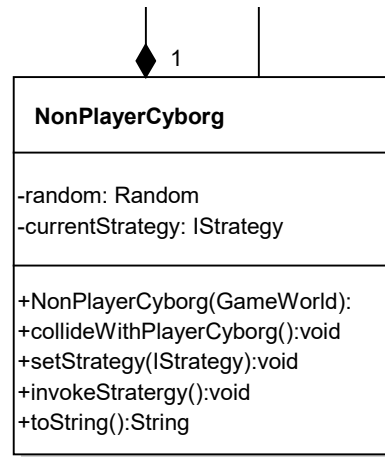 1
NonPlayerCyborg
-random: Random
-currentStrategy: IStrategy
+NonPlayerCyborg(GameWorld):
+collideWithPlayerCyborg():void
+setStrategy(IStrategy):void
+invokeStratergy():void
+toString():String